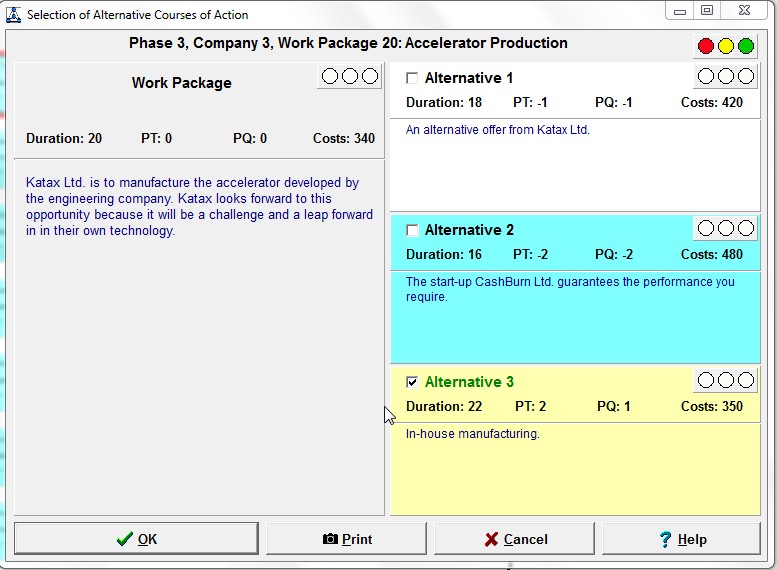 Selection of Alternative Courses of Action
Phase 3, Company 3, Work Package 20: Accelerator Production
Work Package
Duration: 20 PT: 0 PQ: 0 Costs: 340
Katax Ltd. is to manufacture the accelerator developed by
the engineering company. Katax looks forward to this
opportunity because it will be a challenge and a leap forward
in in their own technology.
Alternative 1
Duration: 18 PT: -1 PQ: -1 Costs: 420
An alternative offer from Katax Ltd.
Alternative 2
Duration: 16 PT: -2 PQ: -2 Costs: 480
The start-up CashBurn Ltd. guarantees the performance you
require.
Alternative 3
Duration: 22 PT: 2 PQ: 1 Costs: 350
In-house manufacturing.
OK Print Cancel Help